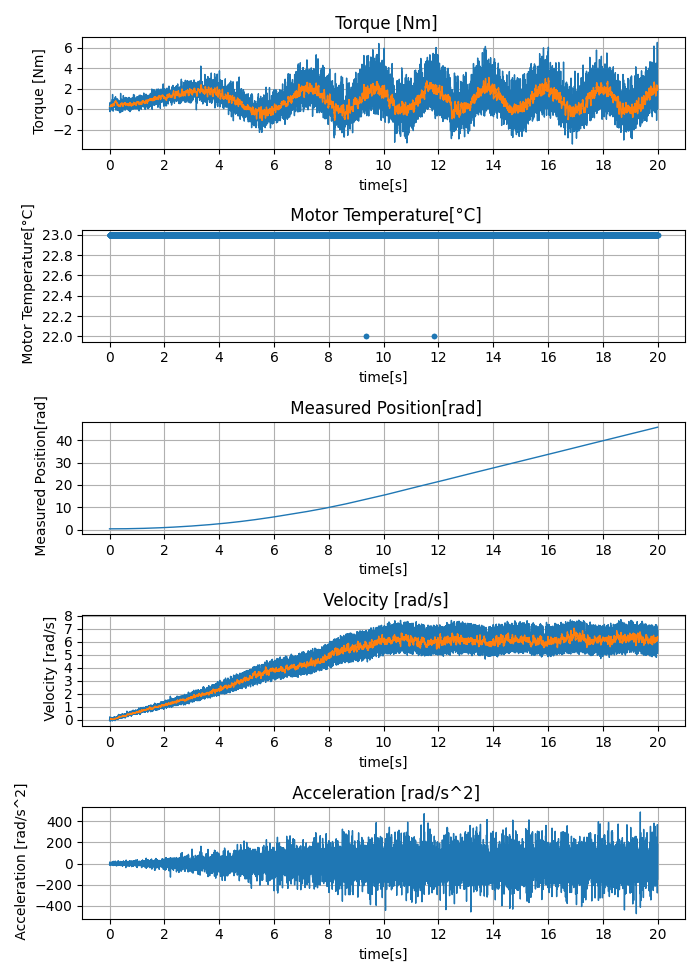 Torque [Nm]
Torque [Nm]
6
4
2
0
−2
0 2 4 6 8 10 12 14 16 18 20
time[s]
Motor Temperature[°C]
Motor Temperature[°C]
23.0
22.8
22.6
22.4
22.2
22.0
0 2 4 6 8 10 12 14 16 18 20
time[s]
Measured Position[rad]
Measured Position[rad]
40
30
20
10
0
0 2 4 6 8 10 12 14 16 18 20
time[s]
Velocity [rad/s]
Velocity [rad/s]
8
7
6
5
4
3
2
1
0
0 2 4 6 8 10 12 14 16 18 20
time[s]
Acceleration [rad/s^2]
Acceleration [rad/s^2]
400
200
0
−200
−400
0 2 4 6 8 10 12 14 16 18 20
time[s]